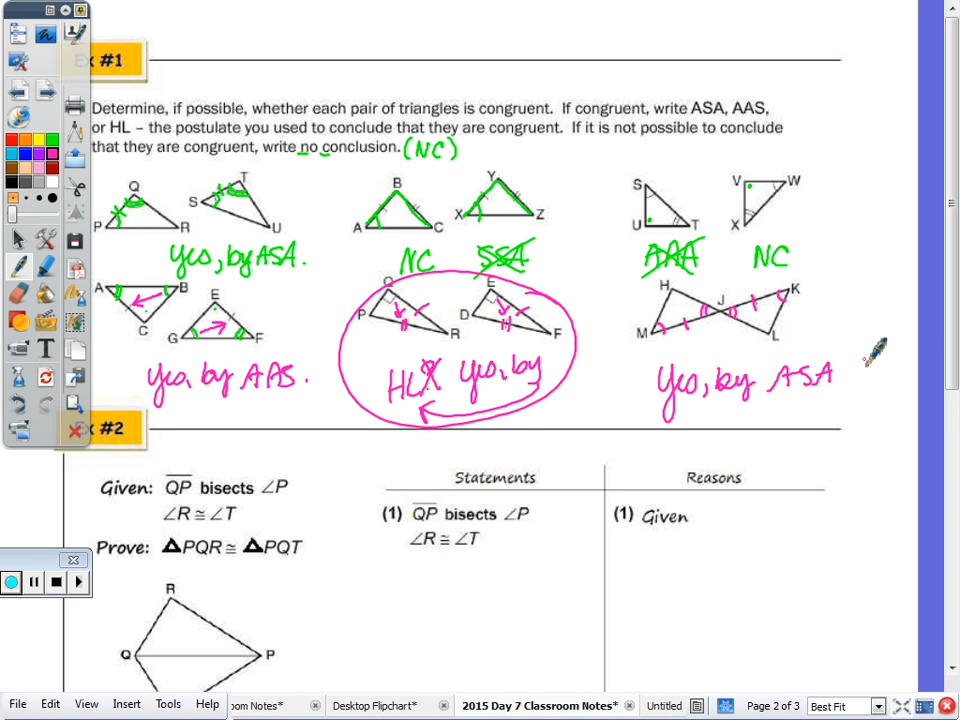 Ex #1
Determine, if possible, whether each pair of triangles is congruent. If congruent, write ASA, AAS,
or HL – the postulate you used to conclude that they are congruent. If it is not possible to conclude
that they are congruent, write no conclusion. (NC)
Q
P
R
T
S
U
Yes, by ASA.
B
A
C
Y
X
Z
NC
SSA
S
U
T
V
W
X
AAA
NC
A
B
C
E
G
F
Yes, by AAS.
Q
P
R
E
D
F
HL
yes, by
H
J
K
M
L
Yes, by ASA
Ex #2
Given: QP bisects ∠P
∠R ≅ ∠T
Prove: ΔPQR ≅ ΔPQT
Statements
Reasons
(1) QP bisects ∠P
∠R ≅ ∠T
(1) Given
R
Q
P
File Edit View Insert Tools Help
oom Notes*
Desktop Flipchart*
2015 Day 7 Classroom Notes*
Untitled
Page 2 of 3
Best Fit